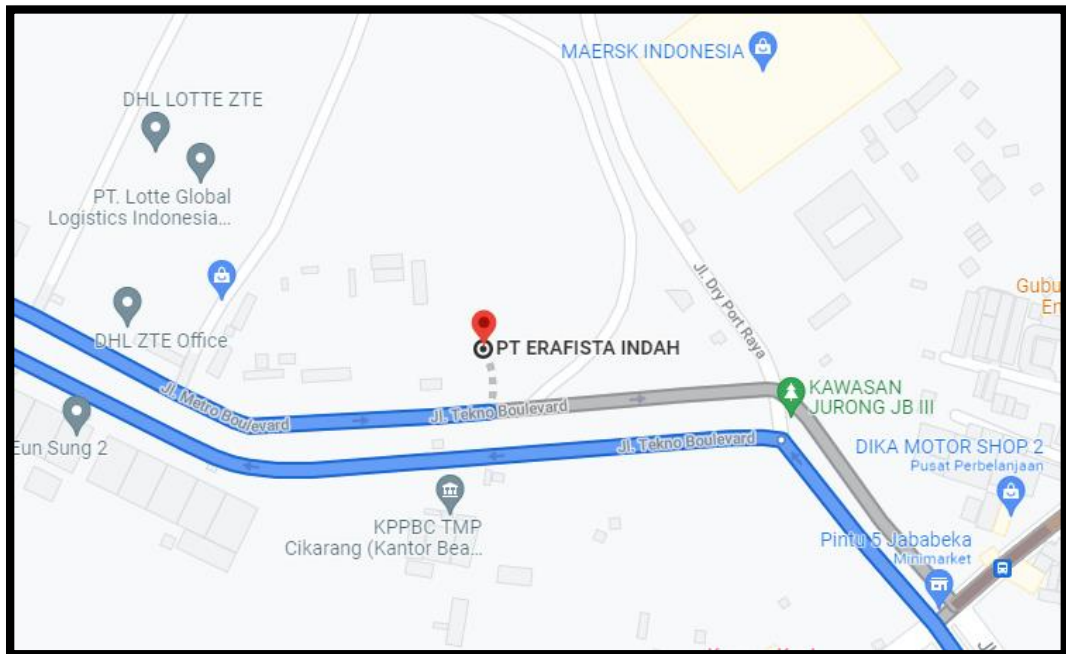 MAERSK INDONESIA
DHL LOTTE ZTE
PT. Lotte Global
Logistics Indonesia...
Jl. Dry Port Raya
Gubu
En
DHL ZTE Office
PT ERAFISTA INDAH
Jl. Metro Boulevard
Jl. Tekno Boulevard
KAWASAN
JURONG JB III
Eun Sung 2
Jl. Tekno Boulevard
DIKA MOTOR SHOP 2
Pusat Perbelanjaan
KPPBC TMP
Cikarang (Kantor Bea...
Pintu 5 Jababeka
Minimarket